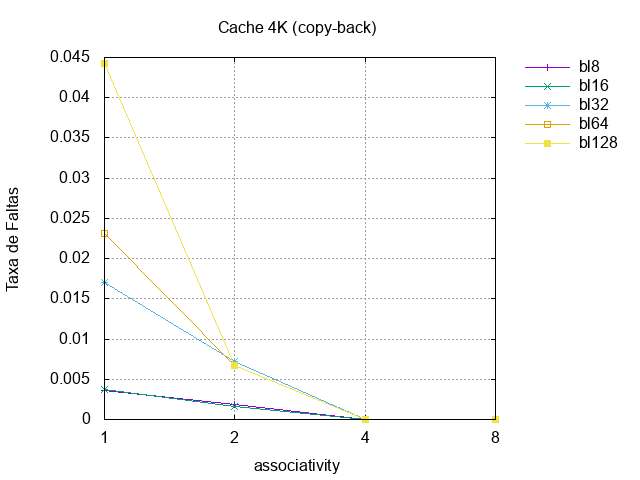 Cache 4K (copy-back)
0.045
0.04
0.035
0.03
0.025
0.02
0.015
0.01
0.005
0
1
2
4
8
Taxa de Faltas
associativity
bl8
bl16
bl32
bl64
bl128